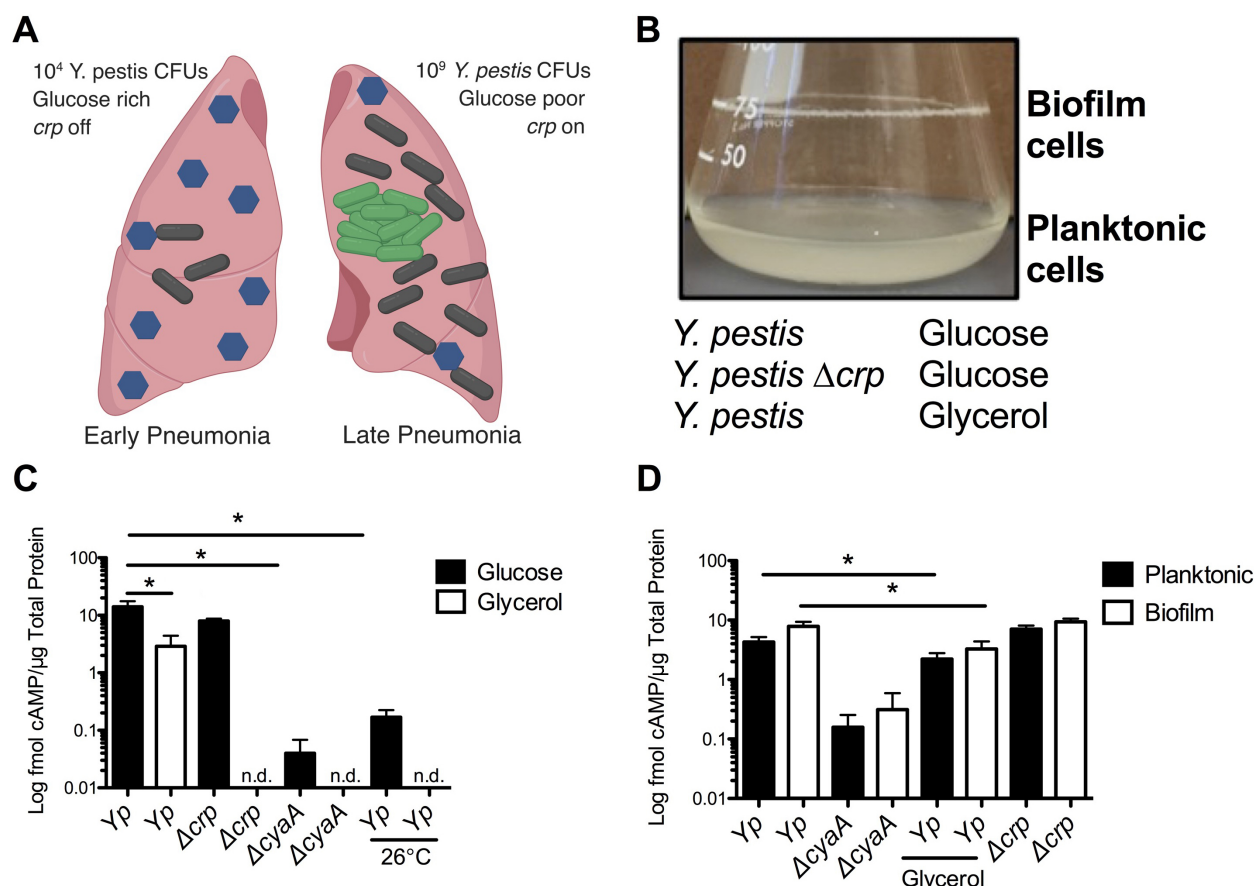 A
10⁴ Y. pestis CFUs
Glucose rich
crp off
10⁹ Y. pestis CFUs
Glucose poor
crp on
Early Pneumonia
Late Pneumonia
B
75
50
Biofilm
cells
Planktonic
cells
Y. pestis Glucose
Y. pestis Δcrp Glucose
Y. pestis Glycerol
C
Log fmol cAMP/µg Total Protein
100
10
1
0.1
0.01
*
*
*
n.d.
n.d.
n.d.
Glucose
Glycerol
Yp
Yp
Δcrp
Δcrp
ΔcyaA
ΔcyaA
Yp
Yp
26°C
D
Log fmol cAMP/µg Total Protein
100
10
1
0.1
0.01
*
*
Planktonic
Biofilm
Yp
Yp
ΔcyaA
ΔcyaA
Yp
Yp
Δcrp
Δcrp
Glycerol